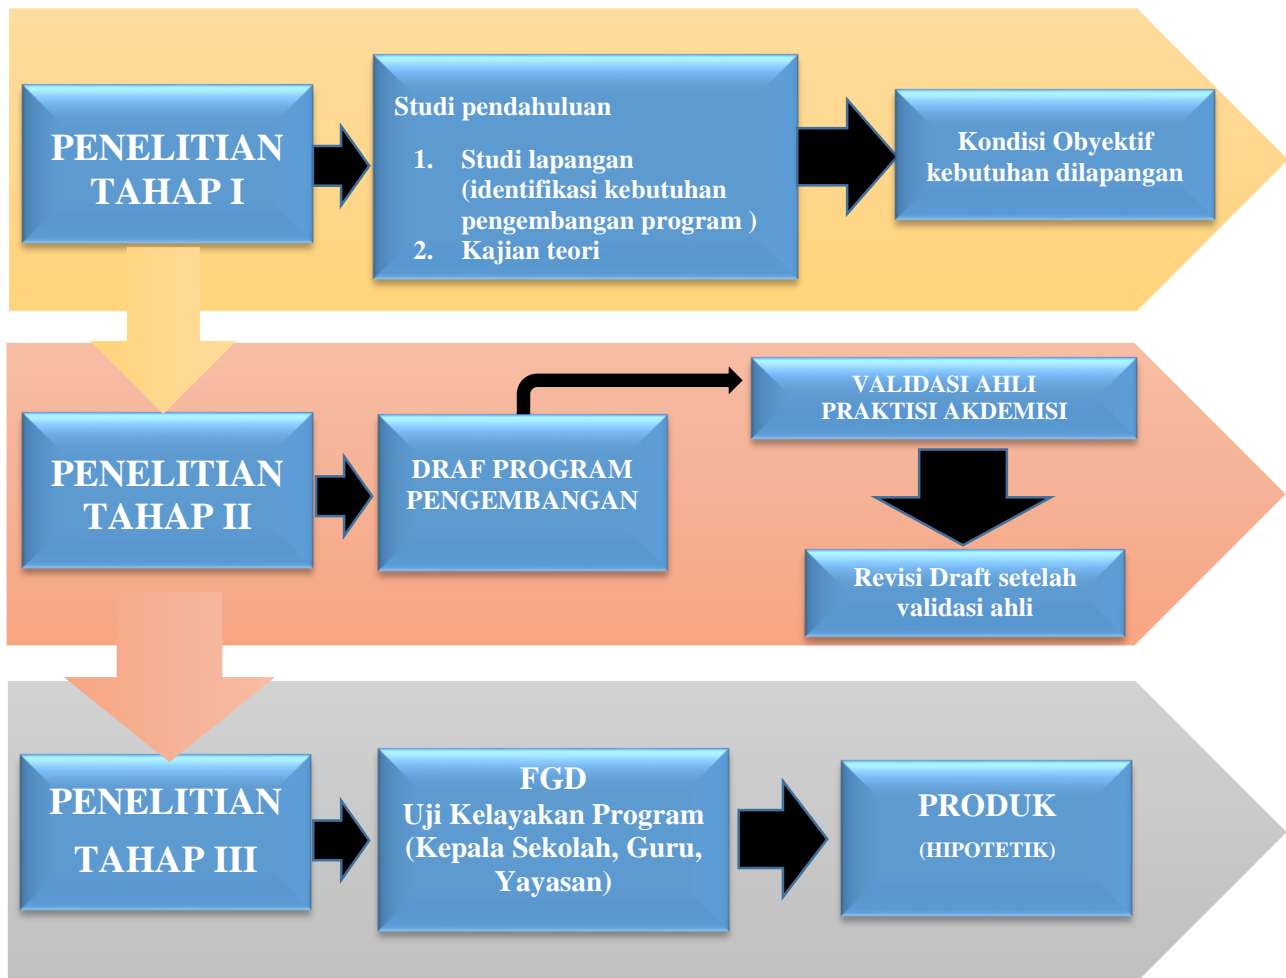 PENELITIAN
TAHAP I
Studi pendahuluan
1. Studi lapangan
(identifikasi kebutuhan
pengembangan program )
2. Kajian teori
Kondisi Obyektif
kebutuhan dilapangan
PENELITIAN
TAHAP II
DRAF PROGRAM
PENGEMBANGAN
VALIDASI AHLI
PRAKTISI AKDEMISI
Revisi Draft setelah
validasi ahli
PENELITIAN
TAHAP III
FGD
Uji Kelayakan Program
(Kepala Sekolah, Guru,
Yayasan)
PRODUK
(HIPOTETIK)